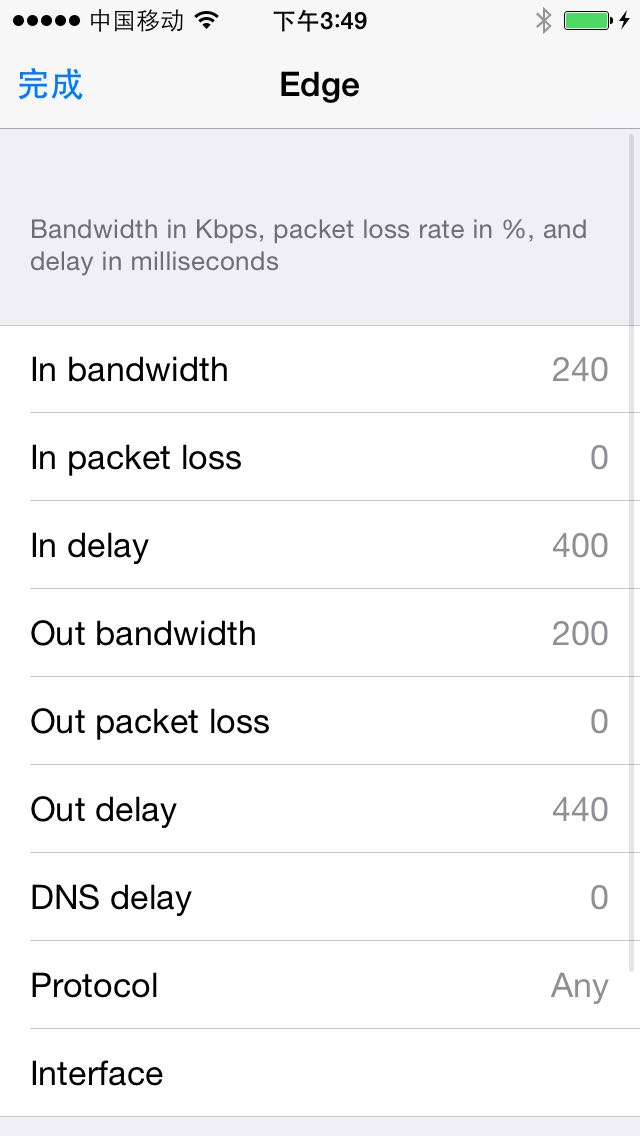 中国移动 下午3:49
完成 Edge
Bandwidth in Kbps, packet loss rate in %, and
delay in milliseconds
In bandwidth 240
In packet loss 0
In delay 400
Out bandwidth 200
Out packet loss 0
Out delay 440
DNS delay 0
Protocol Any
Interface